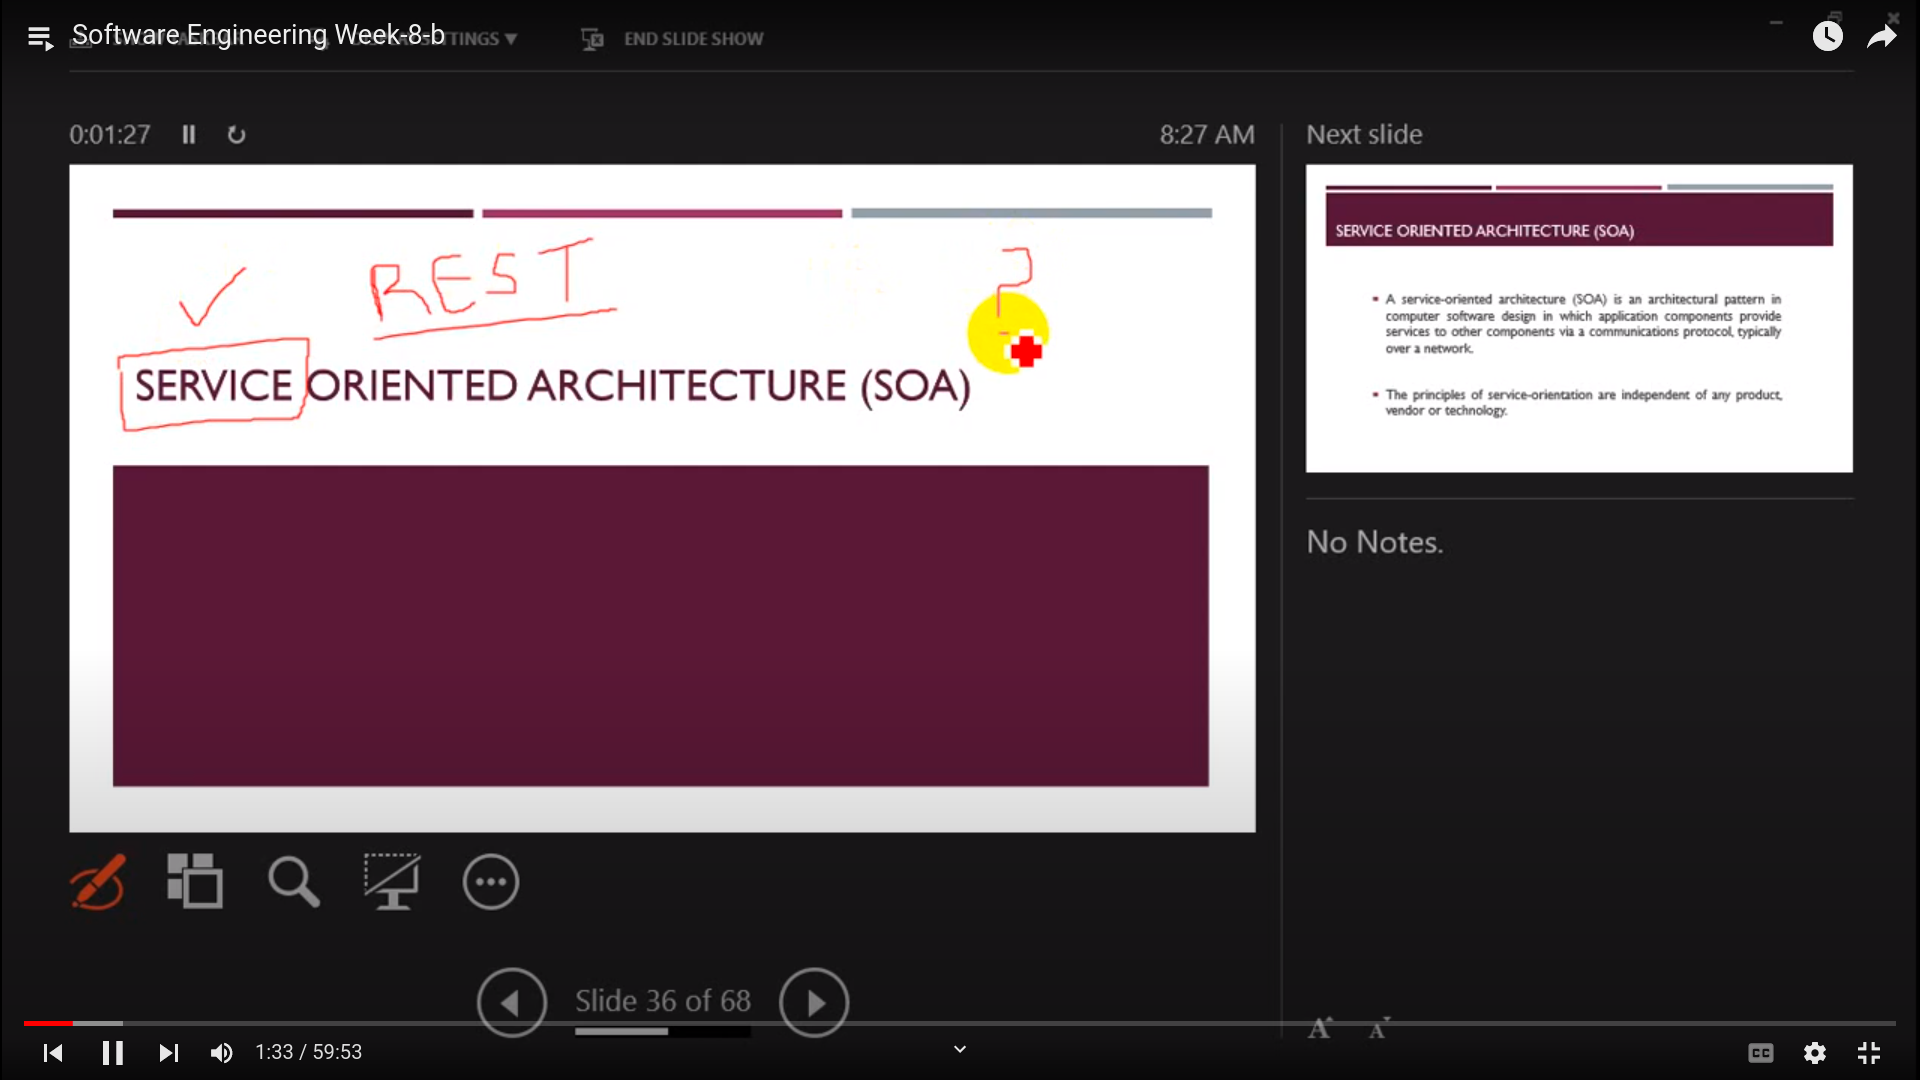 Software Engineering Week-8-b
END SLIDE SHOW
0:01:27
8:27 AM
Next slide
REST
?
SERVICE ORIENTED ARCHITECTURE (SOA)
SERVICE ORIENTED ARCHITECTURE (SOA)
▪ A service-oriented architecture (SOA) is an architectural pattern in
computer software design in which application components provide
services to other components via a communications protocol, typically
over a network.
▪ The principles of service-orientation are independent of any product,
vendor or technology.
No Notes.
Slide 36 of 68
A A
1:33 / 59:53
CC